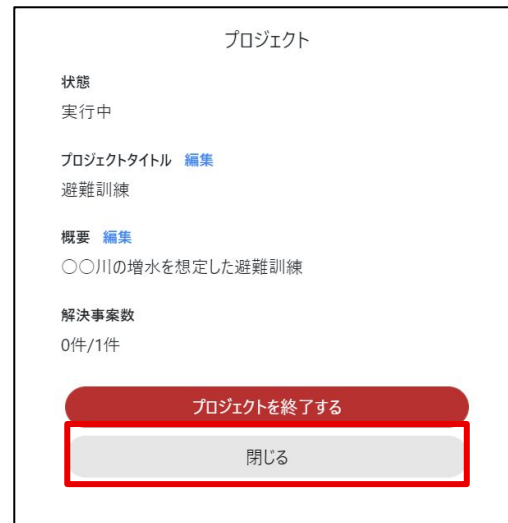 プロジェクト
状態
実行中
プロジェクトタイトル 編集
避難訓練
概要 編集
○○川の増水を想定した避難訓練
解決事案数
0件/1件
プロジェクトを終了する
閉じる